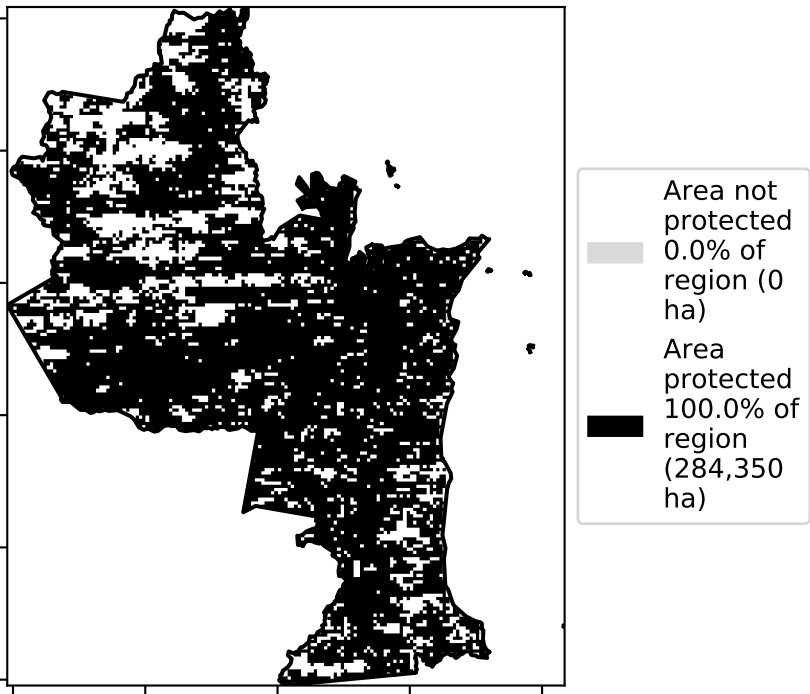 Area not
protected
0.0% of
region (0
ha)
Area
protected
100.0% of
region
(284,350
ha)